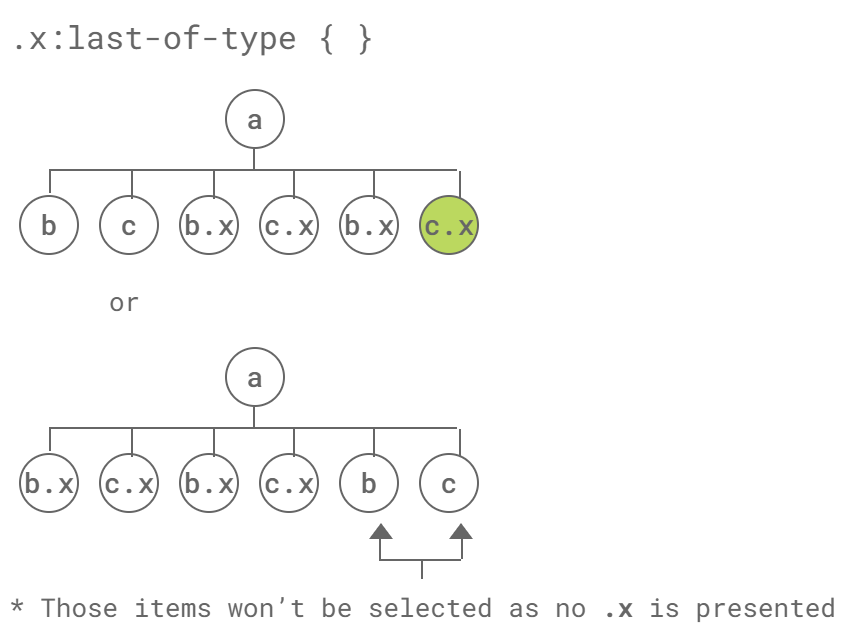 .x:last-of-type { }
a
b c b.x c.x b.x c.x
or
a
b.x c.x b.x c.x b c
* Those items won’t be selected as no .x is presented